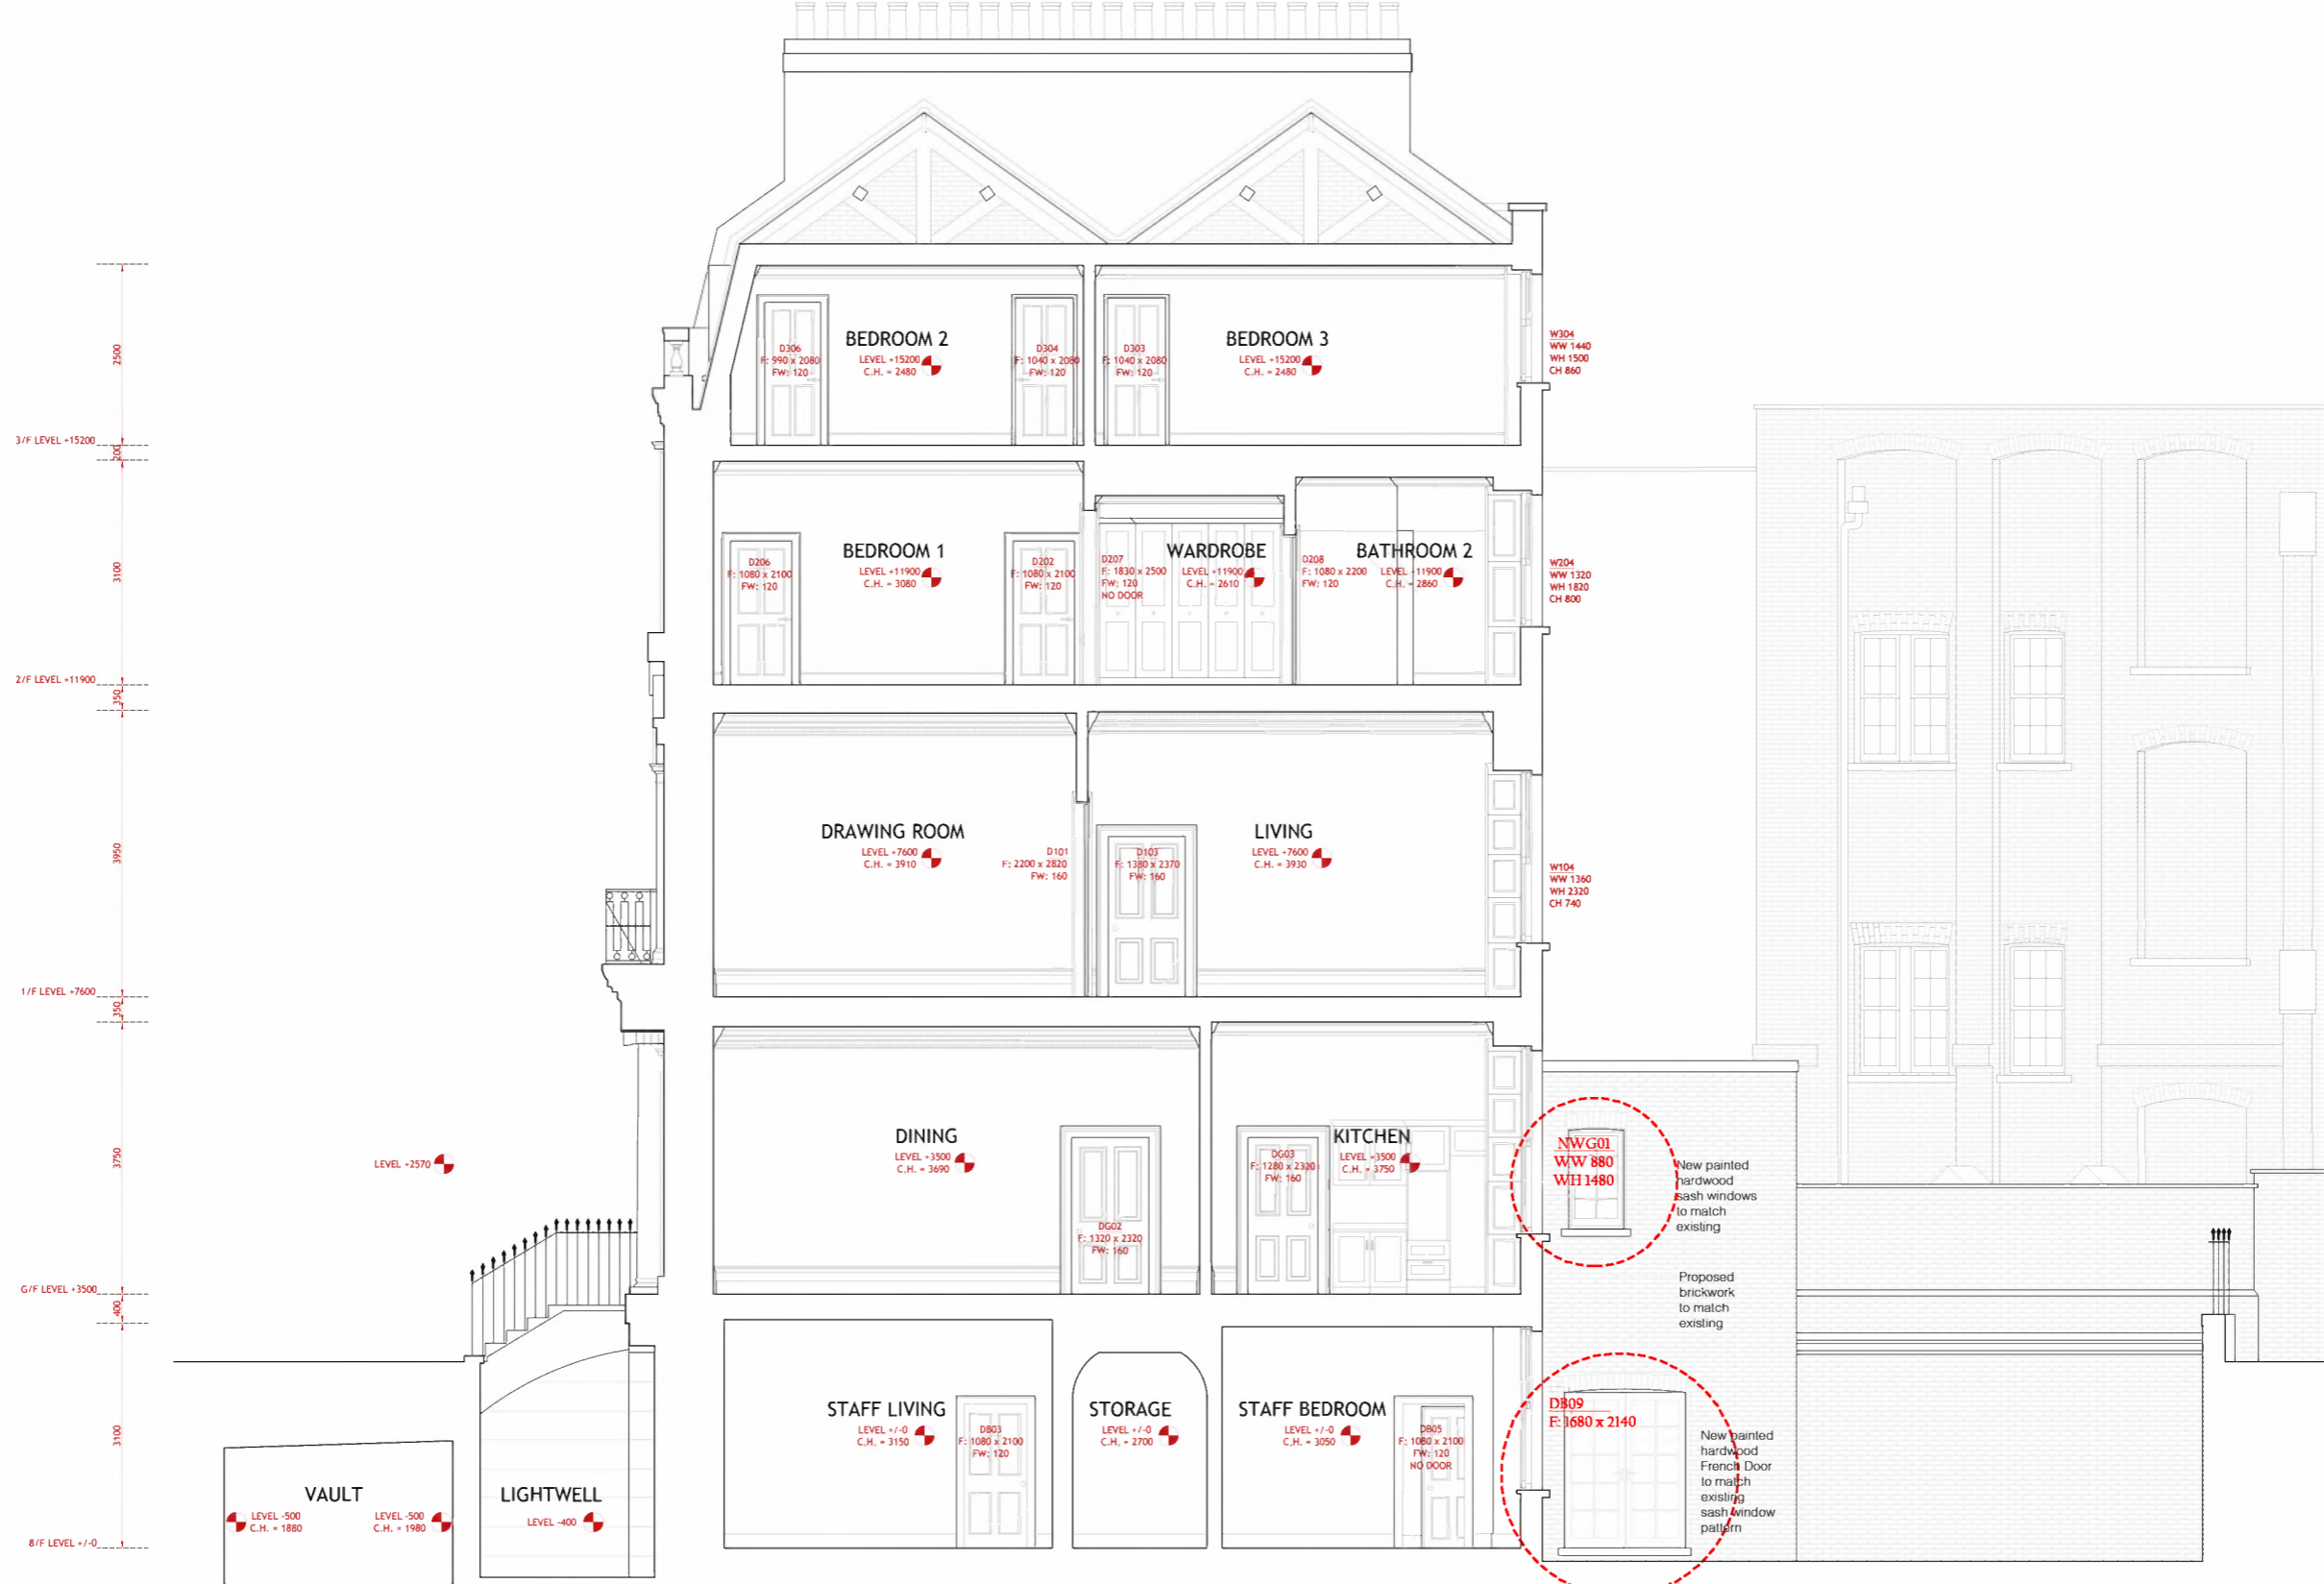 2500
3/F LEVEL +15200
200
3100
2/F LEVEL +11900
350
3950
1/F LEVEL +7600
350
3750
G/F LEVEL +3500
400
3100
8/F LEVEL +/-0
D306
F: 990 x 2080
FW: 120
BEDROOM 2
LEVEL +15200
C.H. = 2480
D304
F: 1040 x 2080
FW: 120
D303
F: 1040 x 2080
FW: 120
BEDROOM 3
LEVEL +15200
C.H. = 2480
W304
WW 1440
WH 1500
CH 860
D206
F: 1080 x 2100
FW: 120
BEDROOM 1
LEVEL +11900
C.H. = 3080
D202
F: 1080 x 2100
FW: 120
D207
F: 1830 x 2500
FW: 120
NO DOOR
WARDROBE
LEVEL +11900
C.H. = 2610
D208
F: 1080 x 2200
FW: 120
BATHROOM 2
LEVEL +11900
C.H. = 2860
W204
WW 1320
WH 1820
CH 800
DRAWING ROOM
LEVEL +7600
C.H. = 3910
D101
F: 2200 x 2820
FW: 160
D103
F: 1380 x 2370
FW: 160
LIVING
LEVEL +7600
C.H. = 3930
W104
WW 1360
WH 2320
CH 740
LEVEL +2570
DINING
LEVEL +3500
C.H. = 3690
DG02
F: 1320 x 2320
FW: 160
DG03
F: 1280 x 2320
FW: 160
KITCHEN
LEVEL +3500
C.H. = 3750
NWG01
WW 880
WH 1480
New painted
hardwood
sash windows
to match
existing
Proposed
brickwork
to match
existing
VAULT
LEVEL -500
C.H. = 1880
LEVEL -500
C.H. = 1980
LIGHTWELL
LEVEL -400
STAFF LIVING
LEVEL +/-0
C.H. = 3150
DB03
F: 1080 x 2100
FW: 120
STORAGE
LEVEL +/-0
C.H. = 2700
STAFF BEDROOM
LEVEL +/-0
C.H. = 3050
DB05
F: 1080 x 2100
FW: 120
NO DOOR
DB09
F: 1680 x 2140
New painted
hardwood
French Door
to match
existing
sash window
pattern